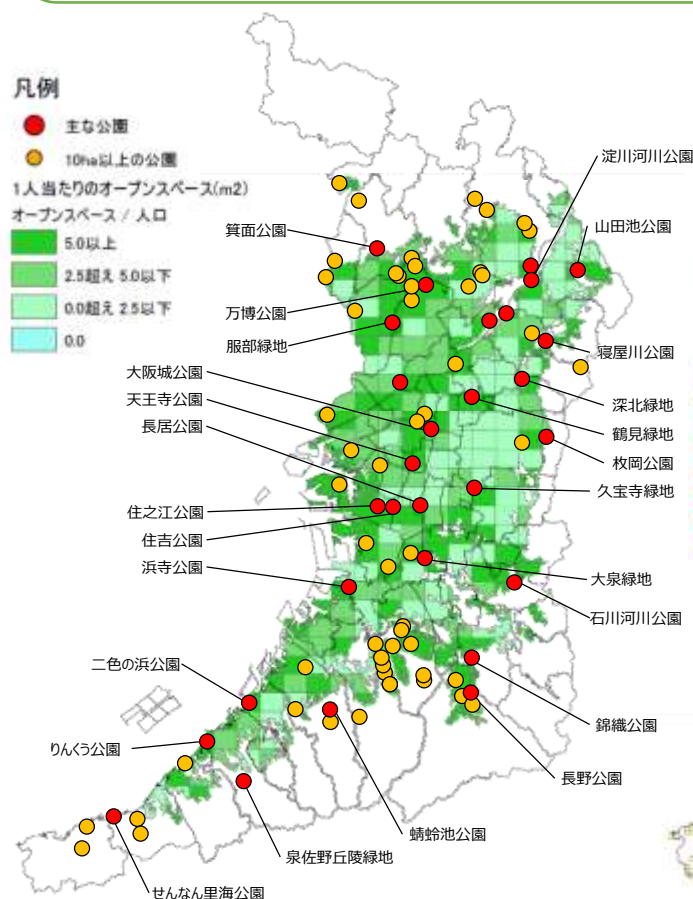 凡例
主な公園
10ha以上の公園
1人当たりのオープンスペース(m2)
オープンスペース / 人口
5.0以上
2.5超え 5.0以下
0.0超え 2.5以下
0.0
淀川河川公園
山田池公園
箕面公園
万博公園
服部緑地
寝屋川公園
大阪城公園
天王寺公園
長居公園
深北緑地
鶴見緑地
枚岡公園
久宝寺緑地
住之江公園
住吉公園
浜寺公園
大泉緑地
石川河川公園
二色の浜公園
りんくう公園
錦織公園
長野公園
蜻蛉池公園
泉佐野丘陵緑地
せんなん里海公園